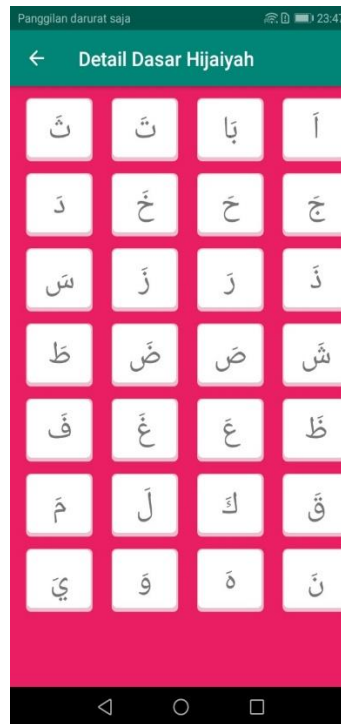 Panggilan darurat saja 23:47
Detail Dasar Hijaiyah
اَ بَا تَ ثَ
جَ حَ خَ دَ
ذَ رَ زَ سَ
شَ صَ ضَ طَ
ظَ عَ غَ فَ
قَ كَ لَ مَ
نَ هَ وَ يَ